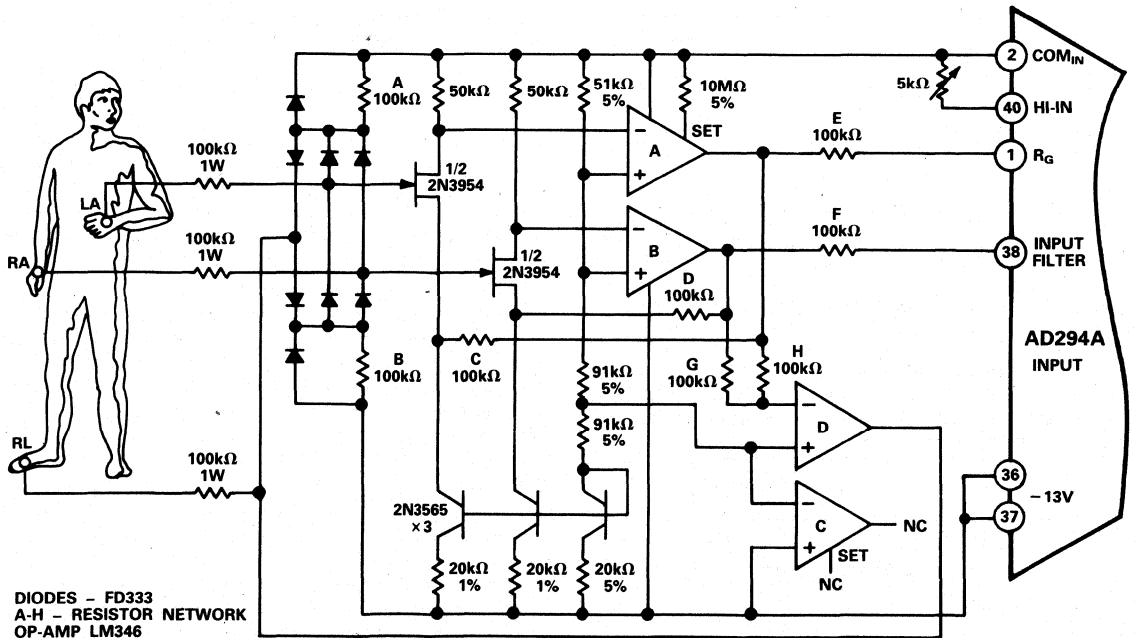 A
100kΩ
50kΩ
50kΩ
51kΩ
5%
10MΩ
5%
SET
5kΩ
2
COM_IN
40
HI-IN
E
100kΩ
1
R_G
100kΩ
1W
1/2
2N3954
−
A
+
LA
F
100kΩ
38
INPUT
FILTER
RA
100kΩ
1W
1/2
2N3954
−
B
+
D
100kΩ
AD294A
INPUT
B
100kΩ
C
100kΩ
91kΩ
5%
G
100kΩ
H
100kΩ
91kΩ
5%
−
D
+
RL
100kΩ
1W
2N3565
×3
−
C
+
NC
SET
NC
36
−13V
37
20kΩ
1%
20kΩ
1%
20kΩ
5%
DIODES – FD333
A-H – RESISTOR NETWORK
OP-AMP LM346